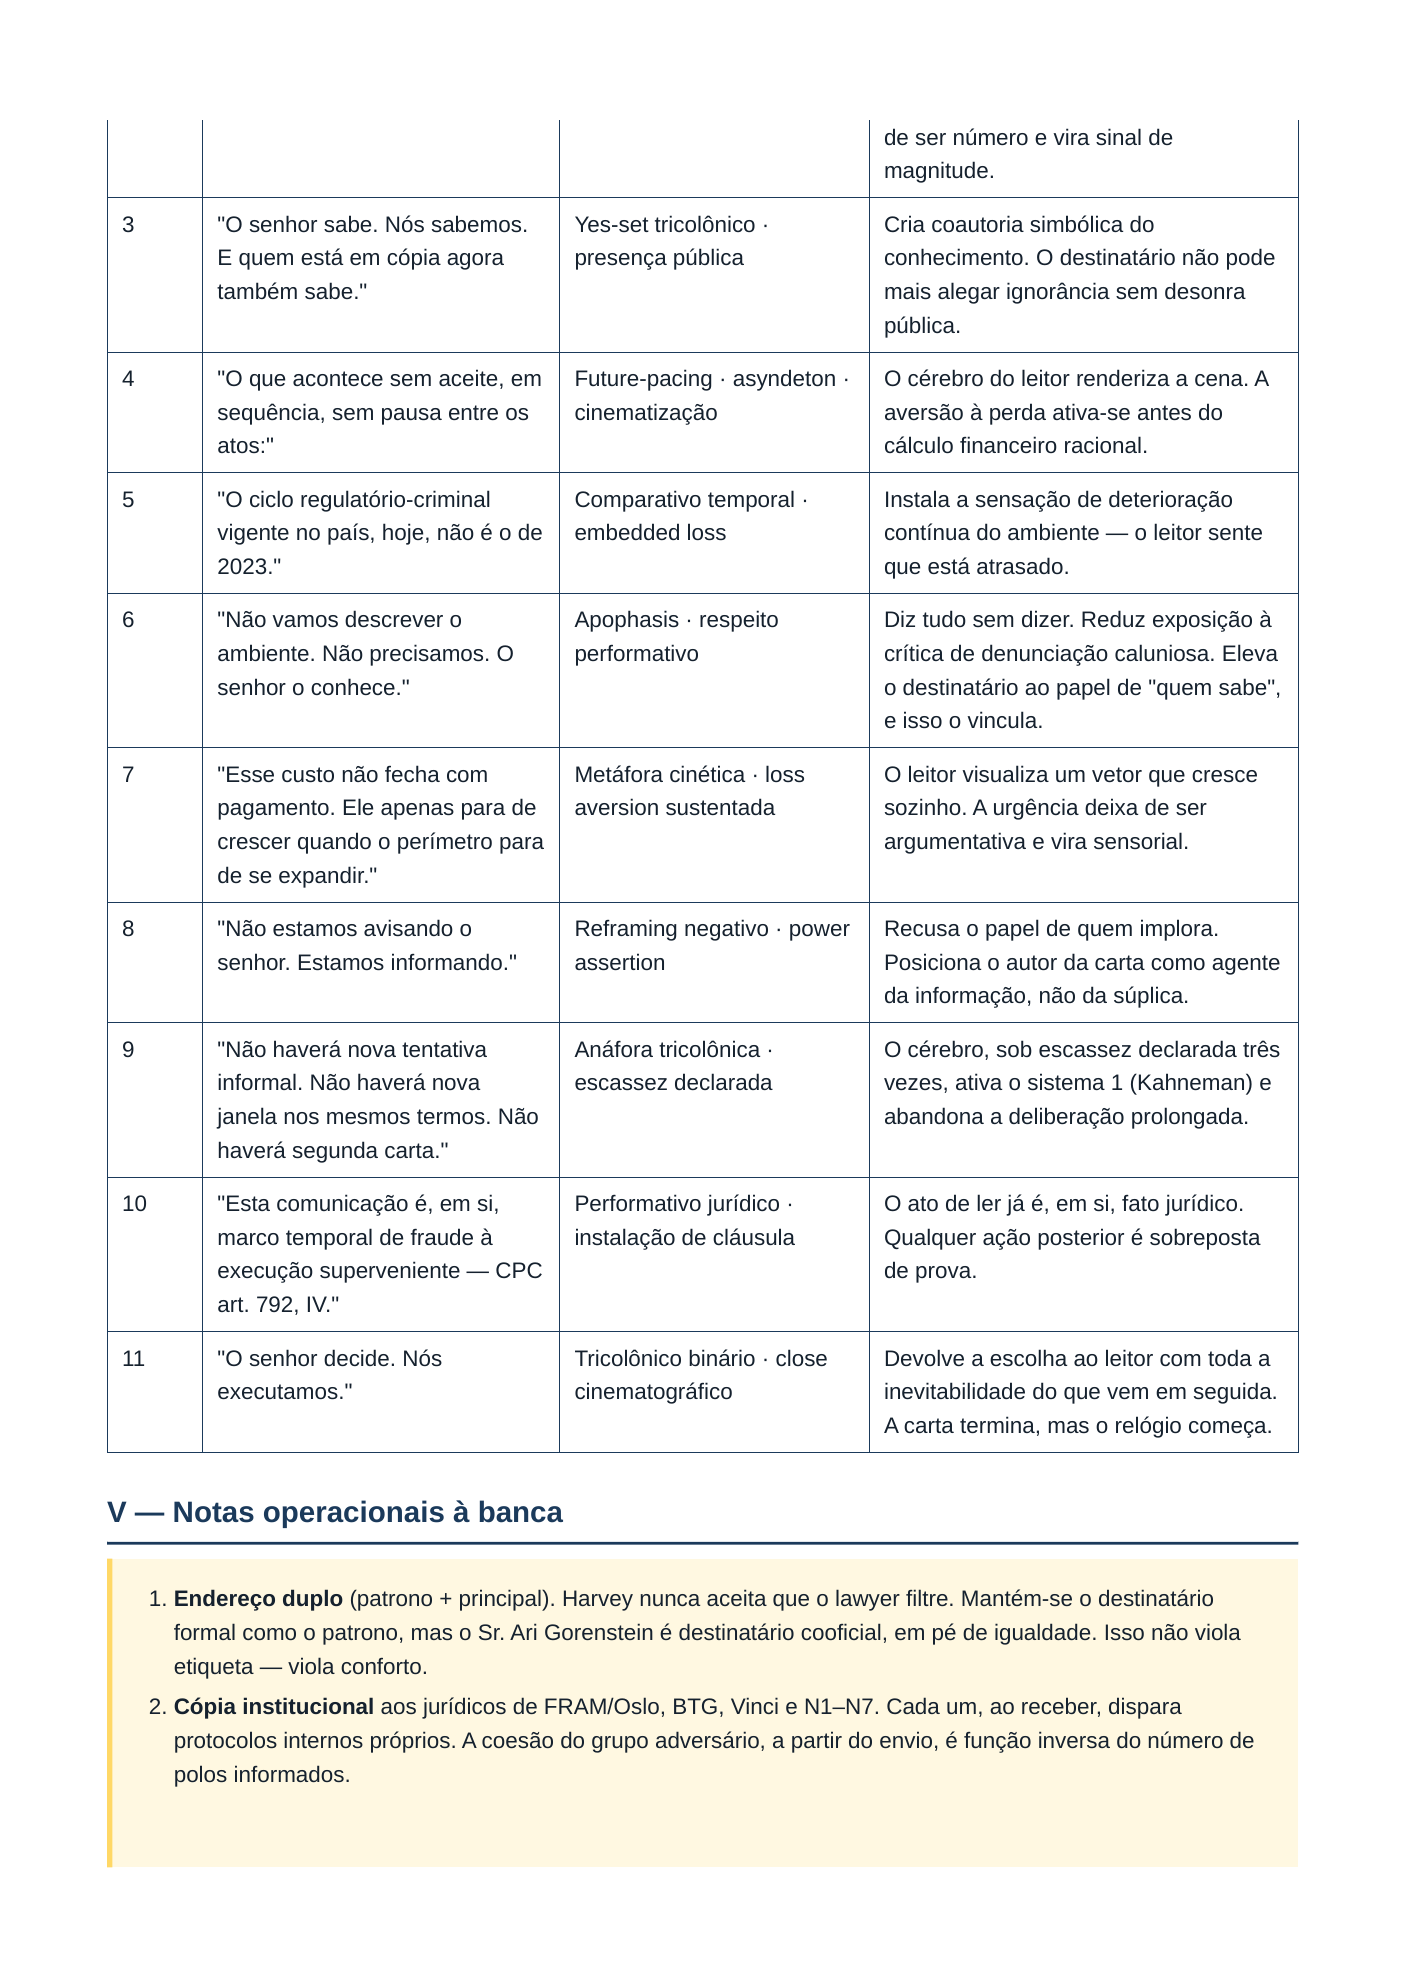 de ser número e vira sinal de
magnitude.
3
"O senhor sabe. Nós sabemos.
E quem está em cópia agora
também sabe."
Yes-set tricolônico ·
presença pública
Cria coautoria simbólica do
conhecimento. O destinatário não pode
mais alegar ignorância sem desonra
pública.
4
"O que acontece sem aceite, em
sequência, sem pausa entre os
atos:"
Future-pacing · asyndeton ·
cinematização
O cérebro do leitor renderiza a cena. A
aversão à perda ativa-se antes do
cálculo financeiro racional.
5
"O ciclo regulatório-criminal
vigente no país, hoje, não é o de
2023."
Comparativo temporal ·
embedded loss
Instala a sensação de deterioração
contínua do ambiente — o leitor sente
que está atrasado.
6
"Não vamos descrever o
ambiente. Não precisamos. O
senhor o conhece."
Apophasis · respeito
performativo
Diz tudo sem dizer. Reduz exposição à
crítica de denunciação caluniosa. Eleva
o destinatário ao papel de "quem sabe",
e isso o vincula.
7
"Esse custo não fecha com
pagamento. Ele apenas para de
crescer quando o perímetro para
de se expandir."
Metáfora cinética · loss
aversion sustentada
O leitor visualiza um vetor que cresce
sozinho. A urgência deixa de ser
argumentativa e vira sensorial.
8
"Não estamos avisando o
senhor. Estamos informando."
Reframing negativo · power
assertion
Recusa o papel de quem implora.
Posiciona o autor da carta como agente
da informação, não da súplica.
9
"Não haverá nova tentativa
informal. Não haverá nova
janela nos mesmos termos. Não
haverá segunda carta."
Anáfora tricolônica ·
escassez declarada
O cérebro, sob escassez declarada três
vezes, ativa o sistema 1 (Kahneman) e
abandona a deliberação prolongada.
10
"Esta comunicação é, em si,
marco temporal de fraude à
execução superveniente — CPC
art. 792, IV."
Performativo jurídico ·
instalação de cláusula
O ato de ler já é, em si, fato jurídico.
Qualquer ação posterior é sobreposta
de prova.
11
"O senhor decide. Nós
executamos."
Tricolônico binário · close
cinematográfico
Devolve a escolha ao leitor com toda a
inevitabilidade do que vem em seguida.
A carta termina, mas o relógio começa.
V — Notas operacionais à banca
1. Endereço duplo (patrono + principal). Harvey nunca aceita que o lawyer filtre. Mantém-se o destinatário
formal como o patrono, mas o Sr. Ari Gorenstein é destinatário cooficial, em pé de igualdade. Isso não viola
etiqueta — viola conforto.
2. Cópia institucional aos jurídicos de FRAM/Oslo, BTG, Vinci e N1–N7. Cada um, ao receber, dispara
protocolos internos próprios. A coesão do grupo adversário, a partir do envio, é função inversa do número de
polos informados.